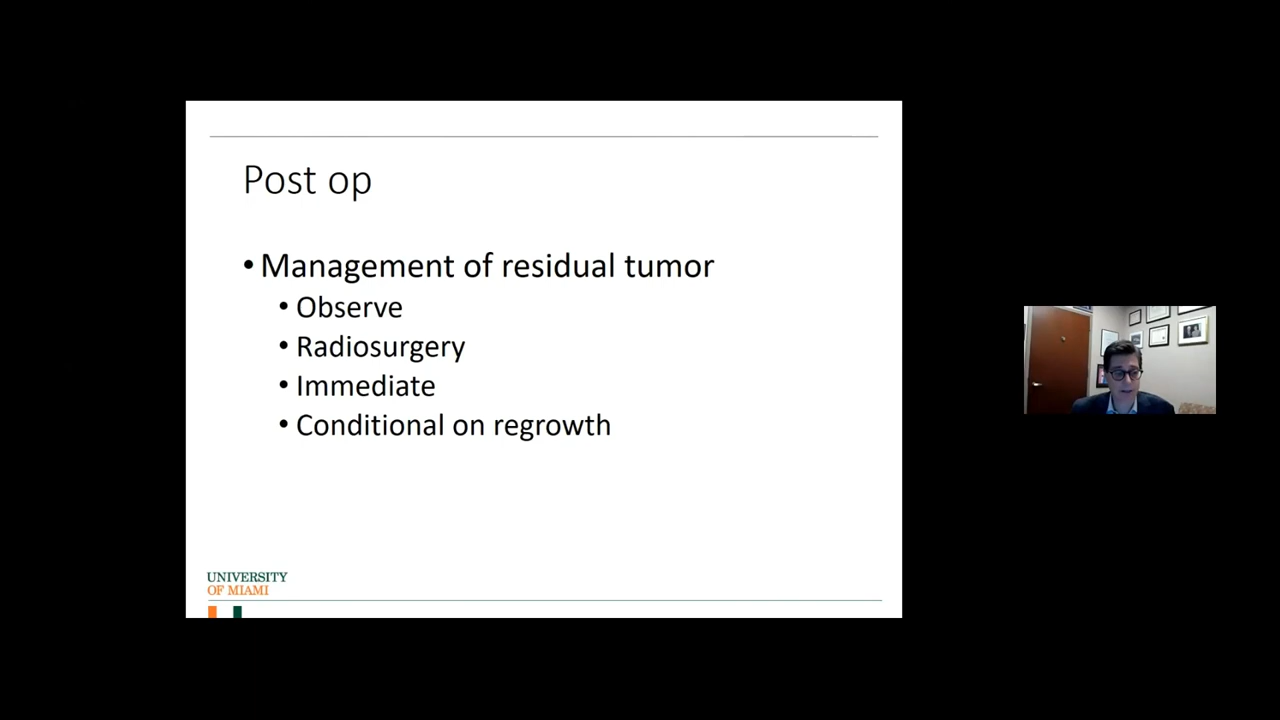 Post op
• Management of residual tumor
• Observe
• Radiosurgery
• Immediate
• Conditional on regrowth
UNIVERSITY
OF MIAMI